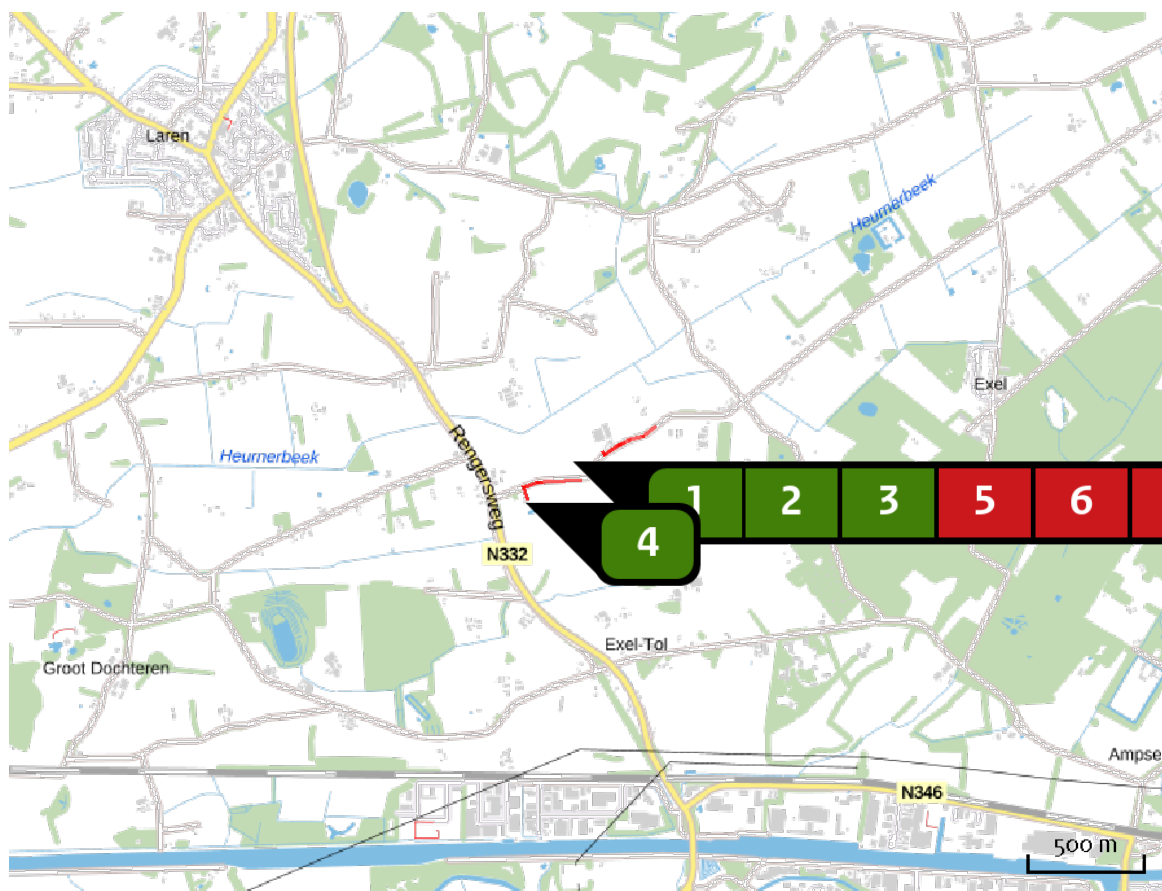 Laren
Heurnerbeek
Exel
Rengersweg
Heurnerbeek
1 2 3 5 6
4
N332
Exel-Tol
Groot Dochteren
Ampse
N346
500 m